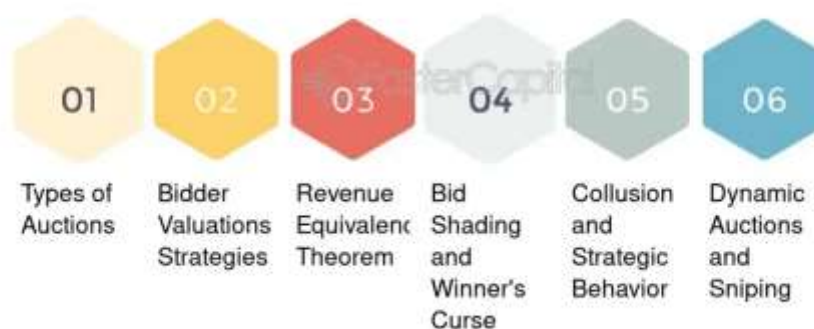 01
02
03
04
05
06
FasterCapital
Types of
Auctions
Bidder
Valuations
Strategies
Revenue
Equivalenc
Theorem
Bid
Shading
and
Winner's
Curse
Collusion
and
Strategic
Behavior
Dynamic
Auctions
and
Sniping